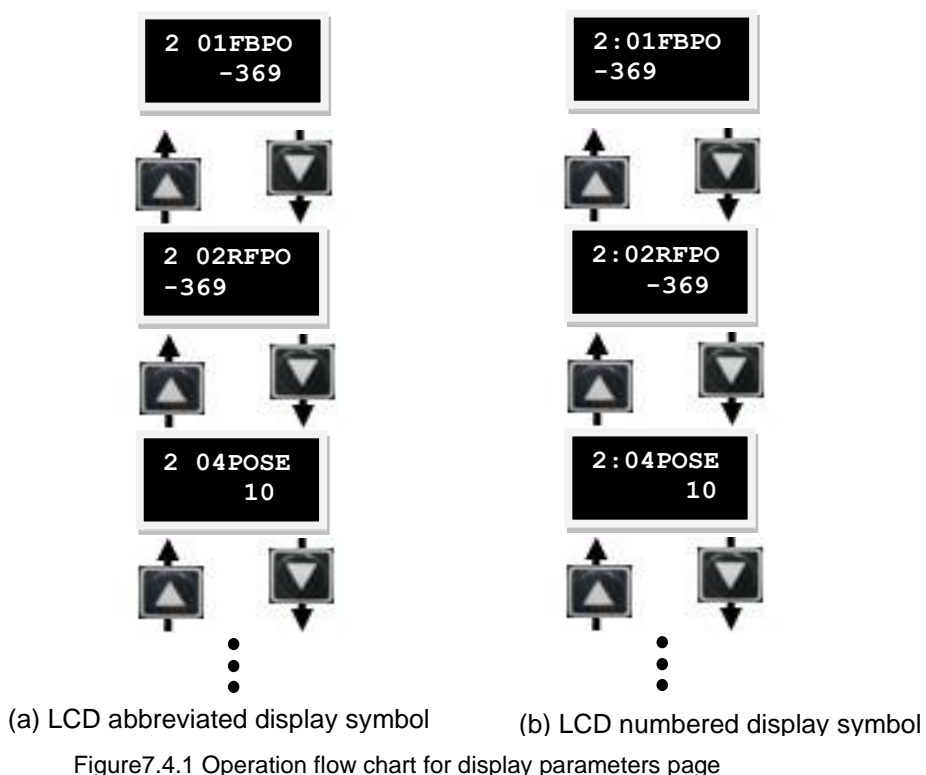 2 01FBPO
-369
2 02RFPO
-369
2 04POSE
10
(a) LCD abbreviated display symbol
2:01FBPO
-369
2:02RFPO
-369
2:04POSE
10
(b) LCD numbered display symbol
Figure7.4.1 Operation flow chart for display parameters page